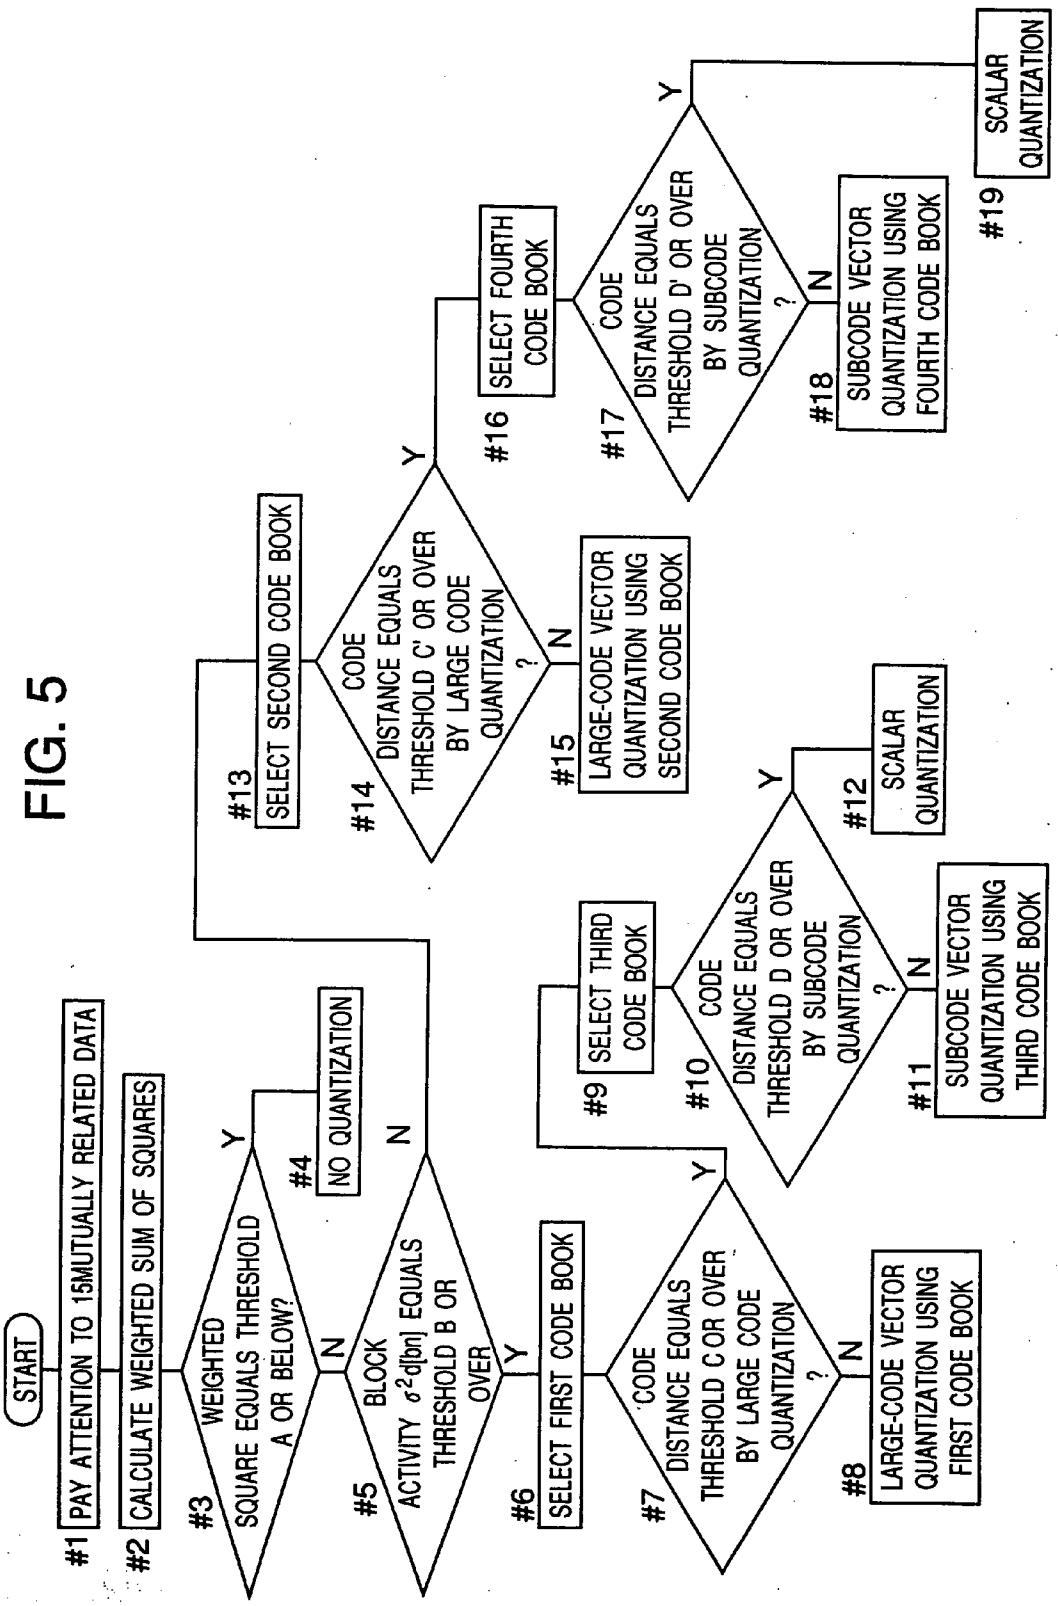 FIG. 5
START
#1
PAY ATTENTION TO 15MUTUALLY RELATED DATA
#2
CALCULATE WEIGHTED SUM OF SQUARES
#3
WEIGHTED
SQUARE EQUALS THRESHOLD
A OR BELOW?
Y
#4
NO QUANTIZATION
N
#5
BLOCK
ACTIVITY σ²d[bn] EQUALS
THRESHOLD B OR
OVER
N
Y
#6
SELECT FIRST CODE BOOK
#7
CODE
DISTANCE EQUALS
THRESHOLD C OR OVER
BY LARGE CODE
QUANTIZATION
?
Y
N
#8
LARGE-CODE VECTOR
QUANTIZATION USING
FIRST CODE BOOK
#9
SELECT THIRD
CODE BOOK
#10
CODE
DISTANCE EQUALS
THRESHOLD D OR OVER
BY SUBCODE
QUANTIZATION
?
Y
N
#11
SUBCODE VECTOR
QUANTIZATION USING
THIRD CODE BOOK
#12
SCALAR
QUANTIZATION
#13
SELECT SECOND CODE BOOK
#14
CODE
DISTANCE EQUALS
THRESHOLD C' OR OVER
BY LARGE CODE
QUANTIZATION
?
Y
N
#15
LARGE-CODE VECTOR
QUANTIZATION USING
SECOND CODE BOOK
#16
SELECT FOURTH
CODE BOOK
#17
CODE
DISTANCE EQUALS
THRESHOLD D' OR OVER
BY SUBCODE
QUANTIZATION
?
Y
N
#18
SUBCODE VECTOR
QUANTIZATION USING
FOURTH CODE BOOK
#19
SCALAR
QUANTIZATION